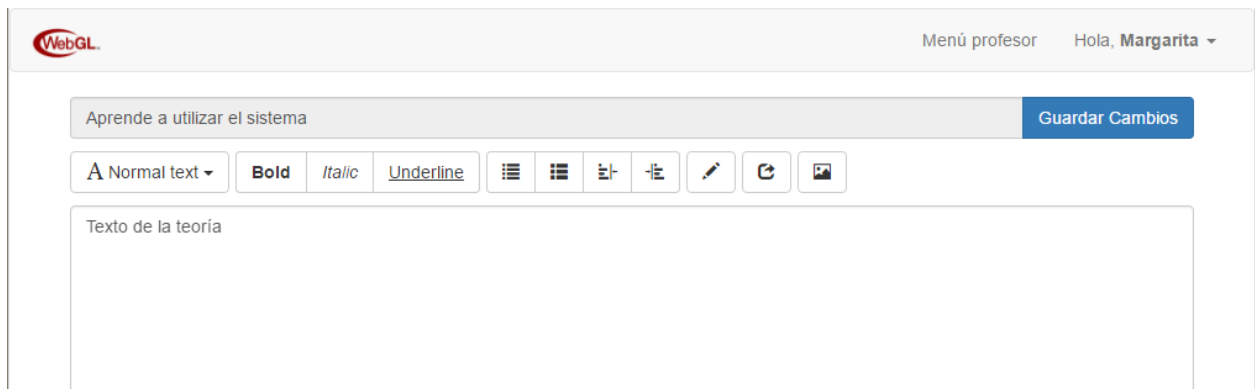 WebGL.
Menú profesor
Hola, Margarita
Aprende a utilizar el sistema
Guardar Cambios
A Normal text
Bold
Italic
Underline
Texto de la teoría